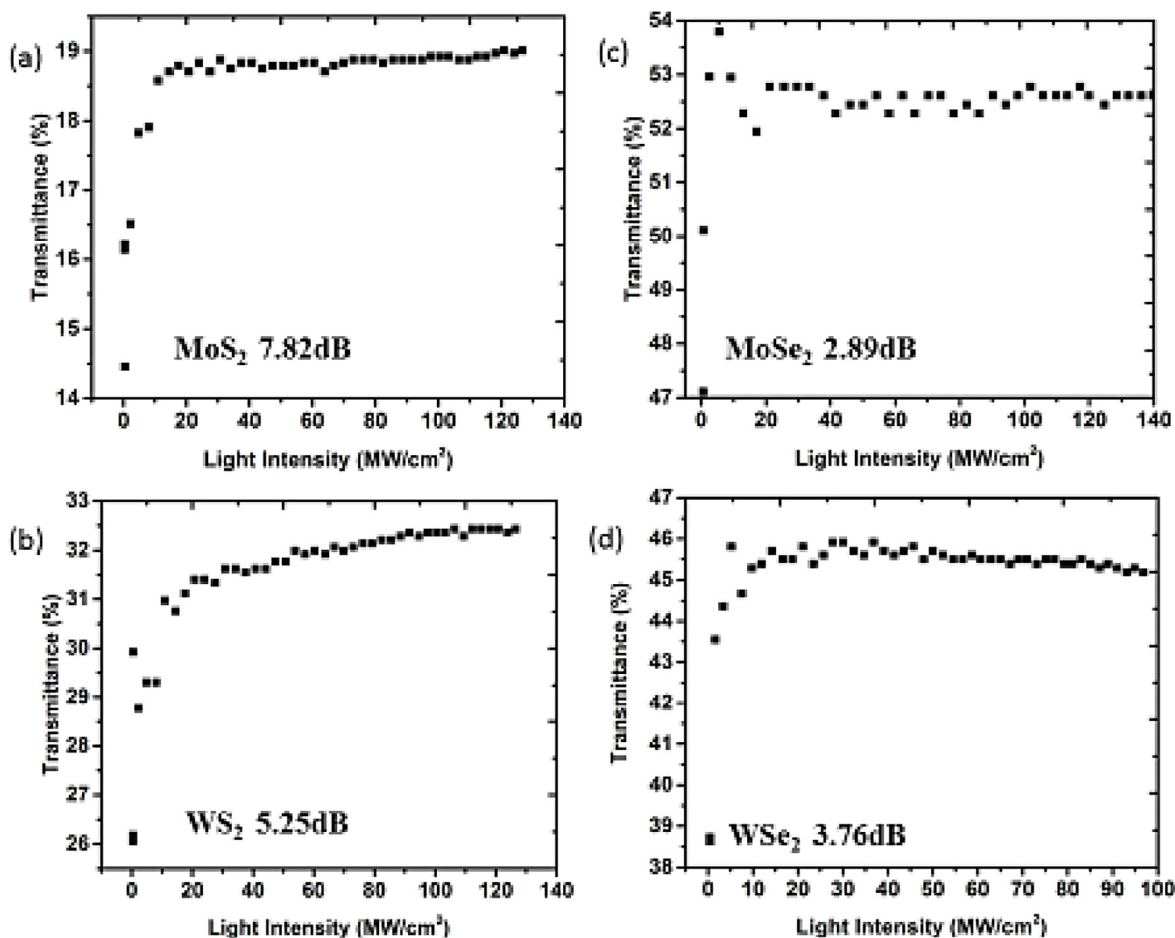 (a)
Transmittance (%)
19
18
17
16
15
14
MoS₂ 7.82dB
0 20 40 60 80 100 120 140
Light Intensity (MW/cm²)
(c)
Transmittance (%)
54
53
52
51
50
49
48
47
MoSe₂ 2.89dB
0 20 40 60 80 100 120 140
Light Intensity (MW/cm²)
(b)
Transmittance (%)
33
32
31
30
29
28
27
26
WS₂ 5.25dB
0 20 40 60 80 100 120 140
Light Intensity (MW/cm²)
(d)
Transmittance (%)
47
46
45
44
43
42
41
40
39
38
WSe₂ 3.76dB
0 10 20 30 40 50 60 70 80 90 100
Light Intensity (MW/cm²)